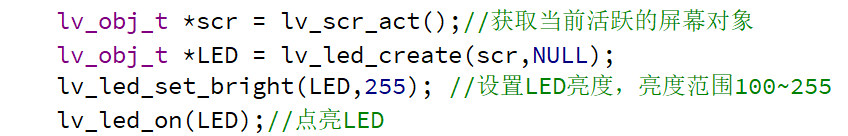 lv_obj_t *scr = lv_scr_act();//获取当前活跃的屏幕对象
lv_obj_t *LED = lv_led_create(scr,NULL);
lv_led_set_bright(LED,255); //设置LED亮度，亮度范围100~255
lv_led_on(LED);//点亮LED